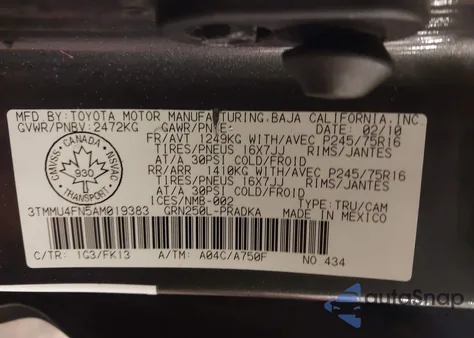 MFD BY:TOYOTA MOTOR MANUFACTURING, BAJA CALIFORNIA, INC
GVWR/PNBV:2472KG GAWR/PNBE: DATE: 02/10
FR/AVT 1249KG WITH/AVEC P245/75R16
TIRES/PNEUS 16X7JJ RIMS/JANTES
AT/A 30PSI COLD/FROID
RR/ARR 1410KG WITH/AVEC P245/75R16
TIRES/PNEUS 16X7JJ RIMS/JANTES
AT/A 30PSI COLD/FROID
CANADA
MVSS NSVAC
930
ICES/NMB-002 TYPE: TRU/CAM
3TMMU4FN5AM019383 GRN250L-PRADKA MADE IN MEXICO
C/TR: 1G3/FK13 A/TM: A04C/A750F NO 434
autoSnap